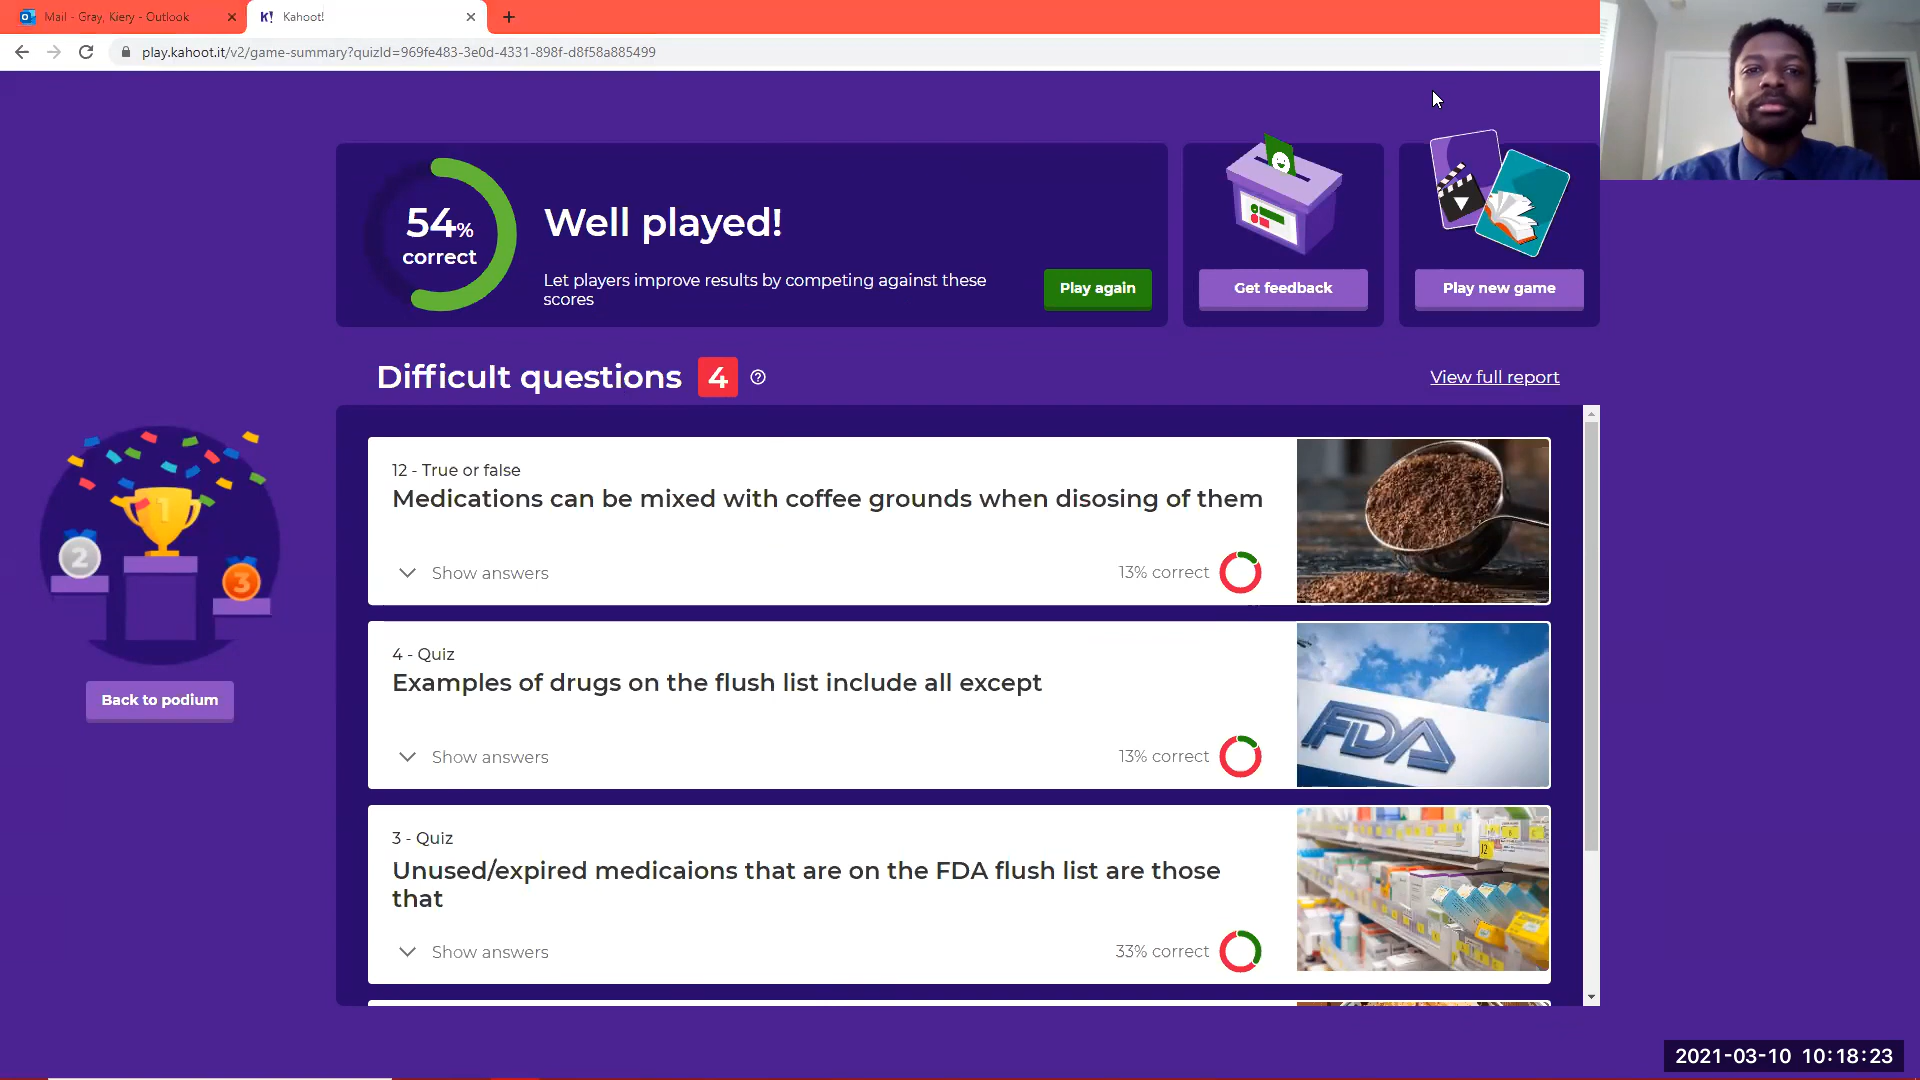 Mail - Gray, Kiery - Outlook
K! Kahoot!
play.kahoot.it/v2/game-summary?quizId=969fe483-3e0d-4331-898f-d8f58a885499
54%
correct
Well played!
Let players improve results by competing against these
scores
Play again
Get feedback
Play new game
Difficult questions 4
View full report
12 - True or false
Medications can be mixed with coffee grounds when disosing of them
Show answers
13% correct
4 - Quiz
Examples of drugs on the flush list include all except
Show answers
13% correct
FDA
3 - Quiz
Unused/expired medicaions that are on the FDA flush list are those
that
Show answers
33% correct
J2
1
2
3
Back to podium
2021-03-10 10:18:23